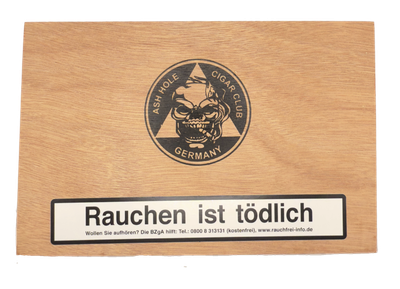 ASH HOLE CIGAR CLUB
GERMANY
Rauchen ist tödlich
Wollen Sie aufhören? Die BZgA hilft: Tel.: 0800 8 313131 (kostenfrei), www.rauchfrei-info.de